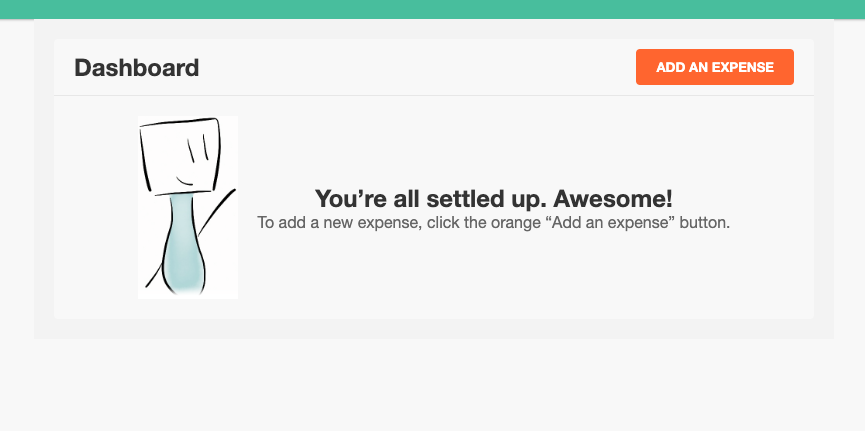 Dashboard
ADD AN EXPENSE
You’re all settled up. Awesome!
To add a new expense, click the orange “Add an expense” button.